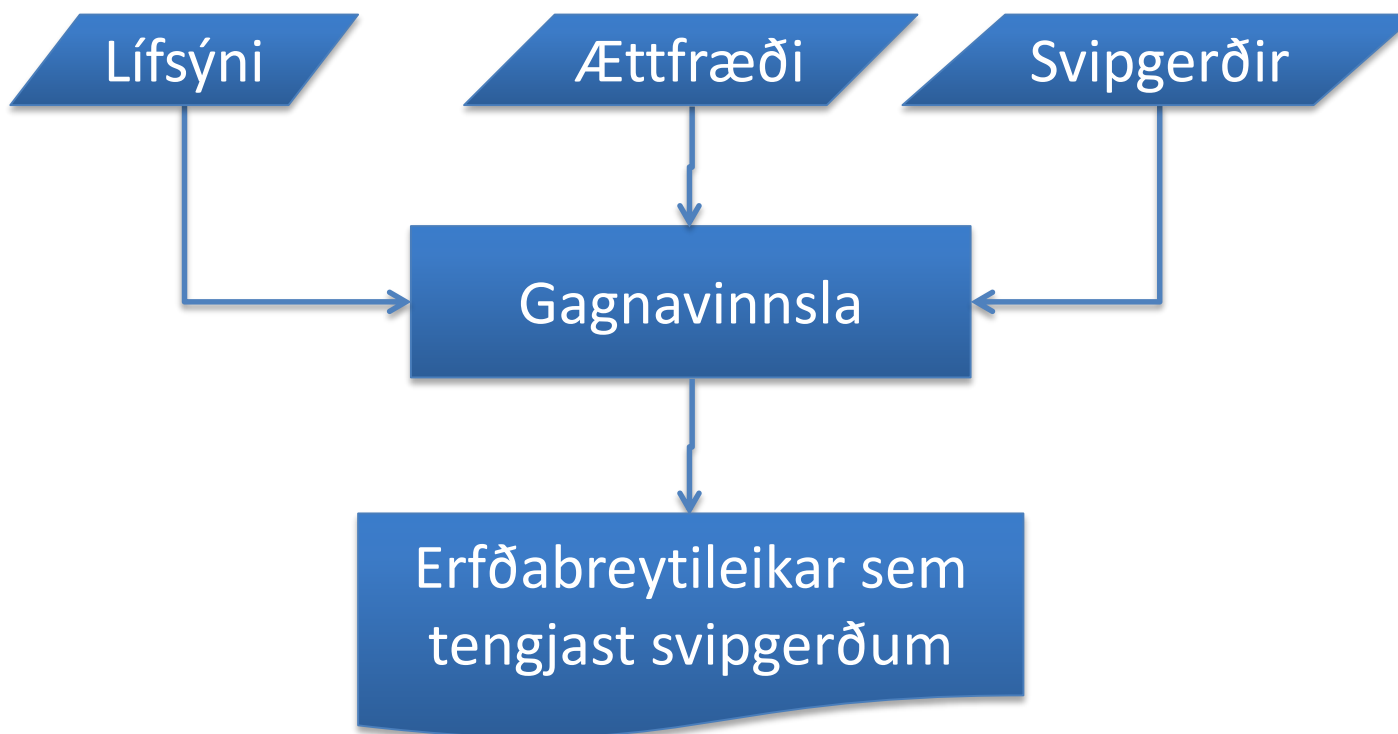 Lífsýni
Ættfræði
Svipgerðir
Gagnavinnsla
Erfðabreytileikar sem
tengjast svipgerðum